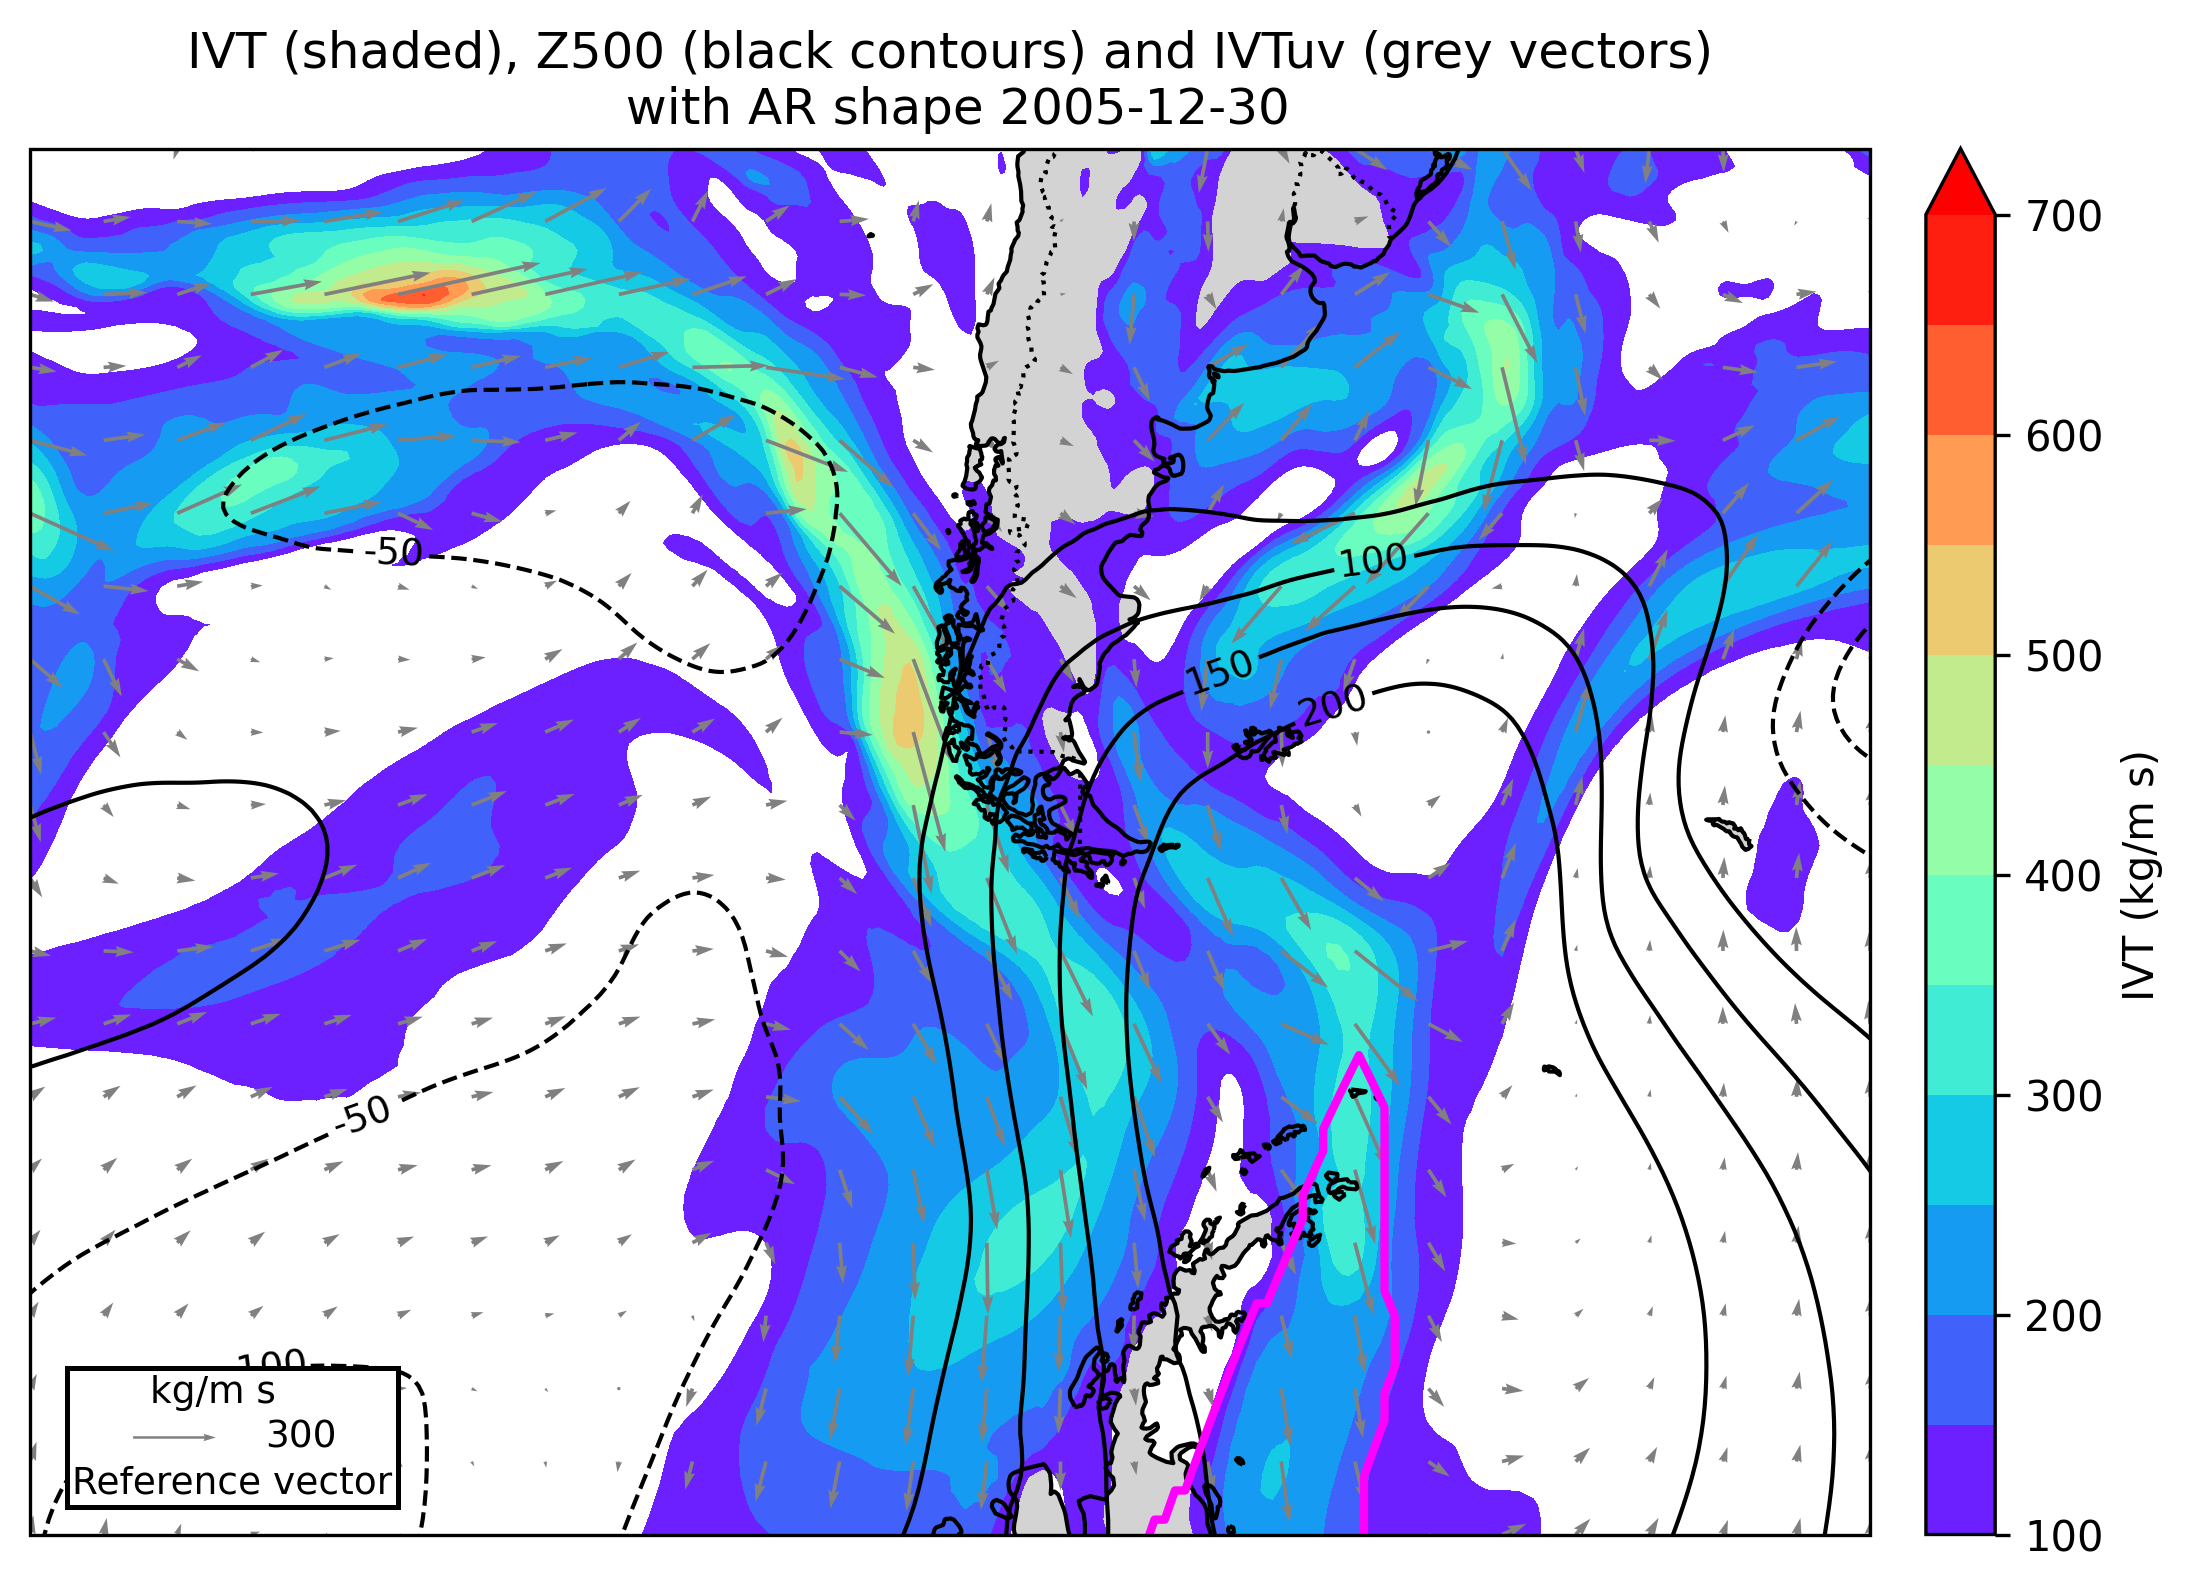 IVT (shaded), Z500 (black contours) and IVTuv (grey vectors)
with AR shape 2005-12-30
700
600
500
400
300
200
100
IVT (kg/m s)
-50
100
150
200
-50
kg/m s
300
Reference vector